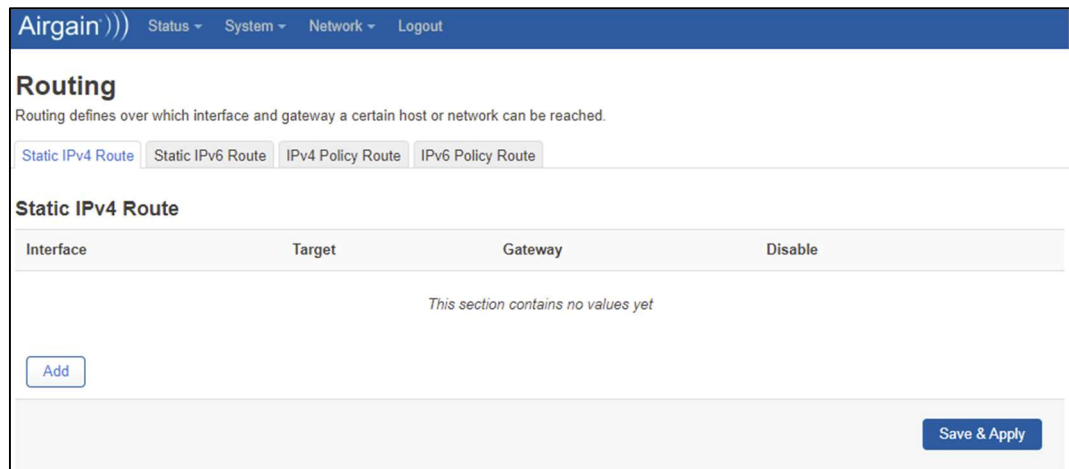 Airgain))) Status System Network Logout
Routing
Routing defines over which interface and gateway a certain host or network can be reached.
Static IPv4 Route Static IPv6 Route IPv4 Policy Route IPv6 Policy Route
Static IPv4 Route
Interface Target Gateway Disable
This section contains no values yet
Add
Save & Apply